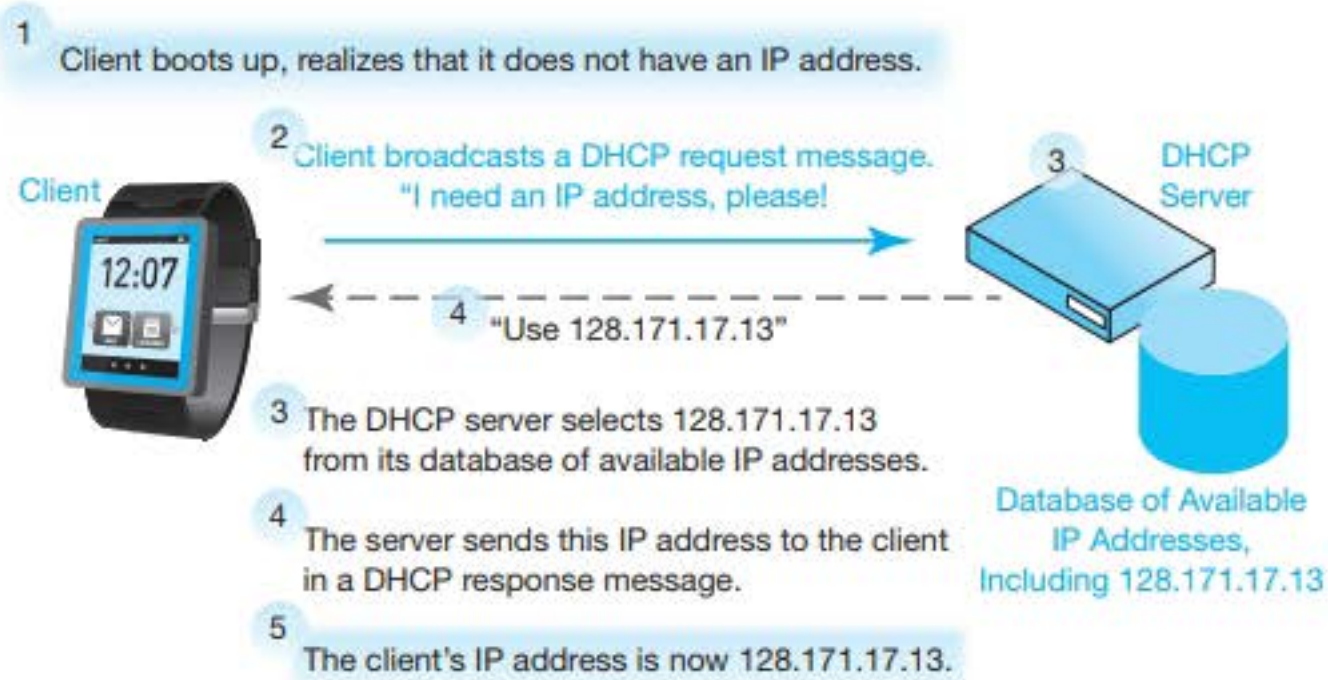 1
Client boots up, realizes that it does not have an IP address.
2
Client broadcasts a DHCP request message.
“I need an IP address, please!
Client
12:07
3
DHCP
Server
4
“Use 128.171.17.13”
3
The DHCP server selects 128.171.17.13
from its database of available IP addresses.
4
The server sends this IP address to the client
in a DHCP response message.
Database of Available
IP Addresses,
Including 128.171.17.13
5
The client’s IP address is now 128.171.17.13.